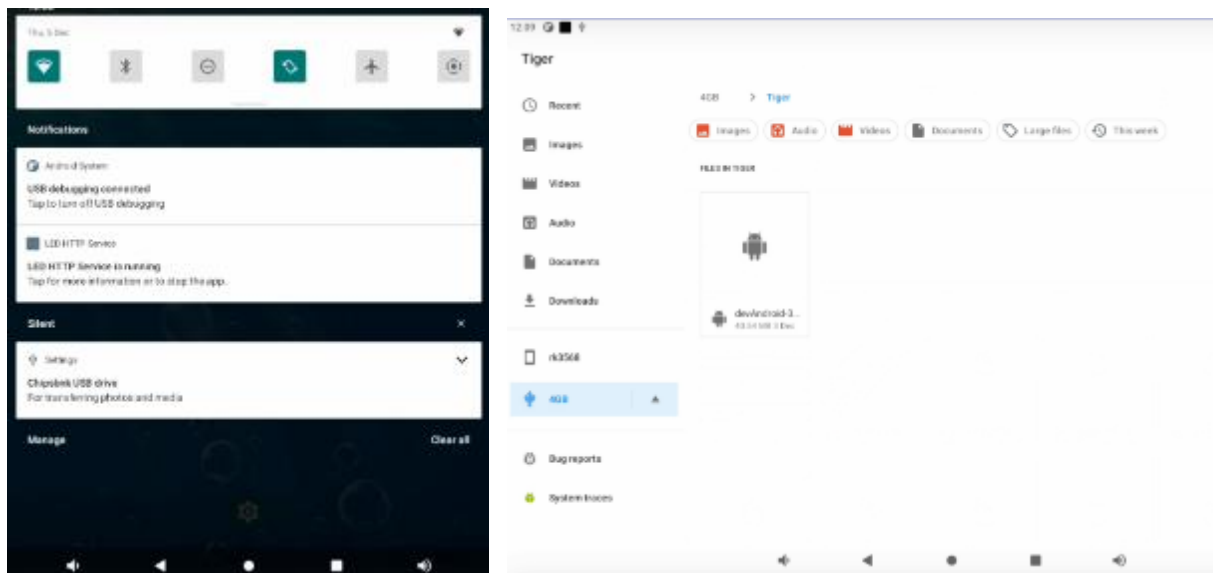 Thu, 5 Dec
Notifications
Android System
USB debugging connected
Tap to turn off USB debugging
LED HTTP Service
LED HTTP Service is running
Tap for more information or to stop the app.
Silent
Settings
Chipsbnk USB drive
For transferring photos and media
Manage
Clear all
12:09
Tiger
Recent
Images
Videos
Audio
Documents
Downloads
rk3568
4GB
Bug reports
System traces
4GB > Tiger
Images Audio Videos Documents Large files This week
FILES IN TIGER
devAndroid-3...